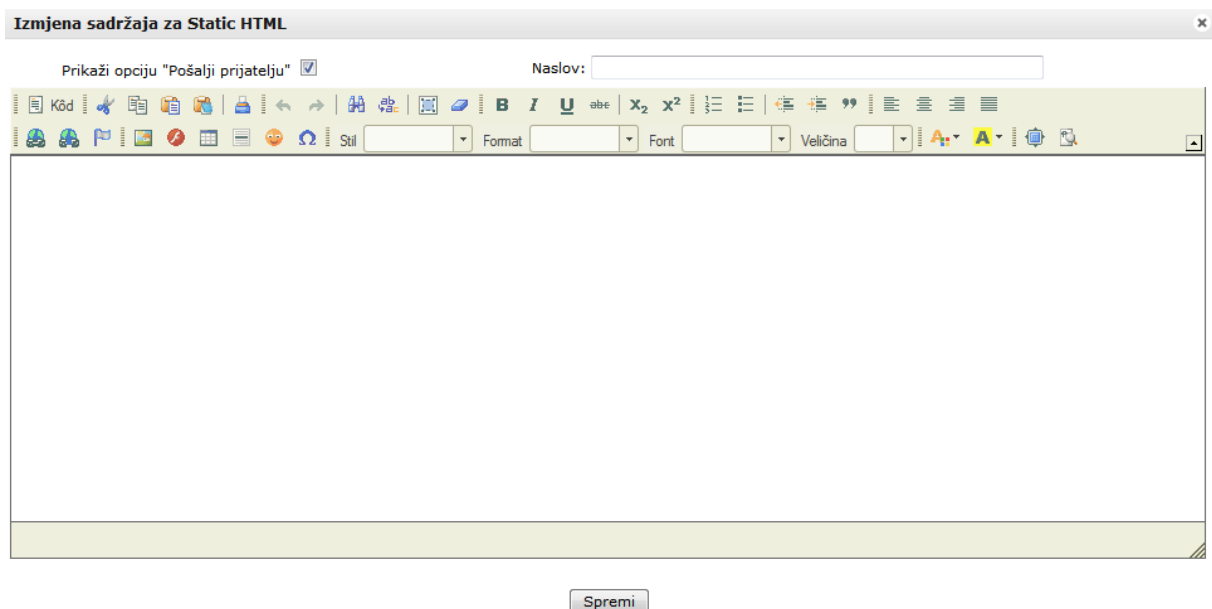 Izmjena sadržaja za Static HTML
Prikaži opciju "Pošalji prijatelju" Naslov:
Kôd B I U abc X₂ X²
Stil Format Font Veličina A A
Spremi